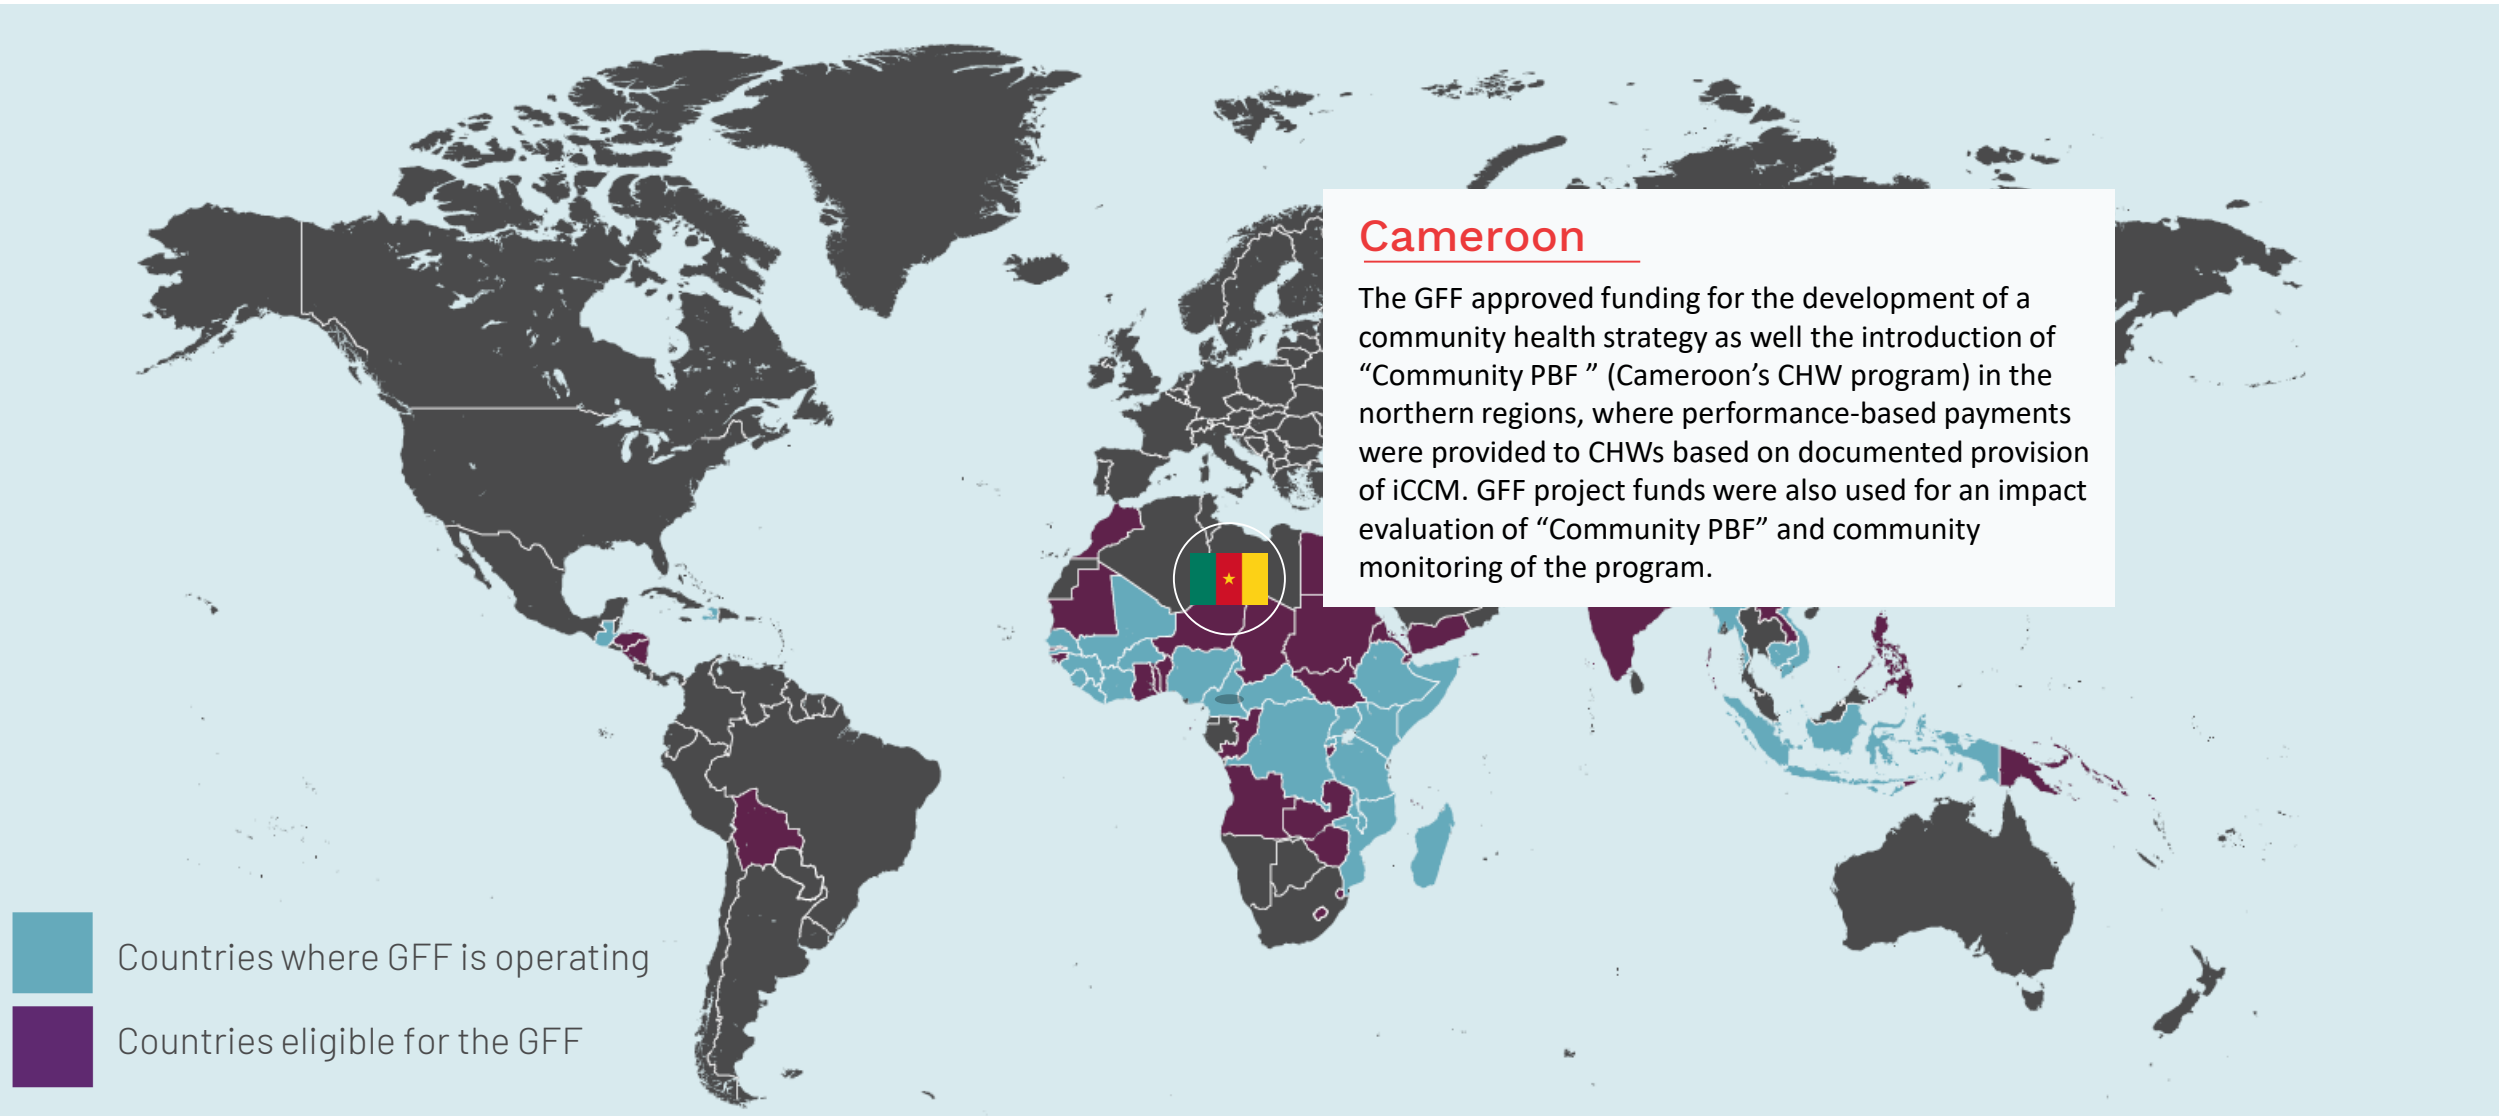 Cameroon
The GFF approved funding for the development of a
community health strategy as well the introduction of
“Community PBF ” (Cameroon’s CHW program) in the
northern regions, where performance-based payments
were provided to CHWs based on documented provision
of iCCM. GFF project funds were also used for an impact
evaluation of “Community PBF” and community
monitoring of the program.
Countries where GFF is operating
Countries eligible for the GFF